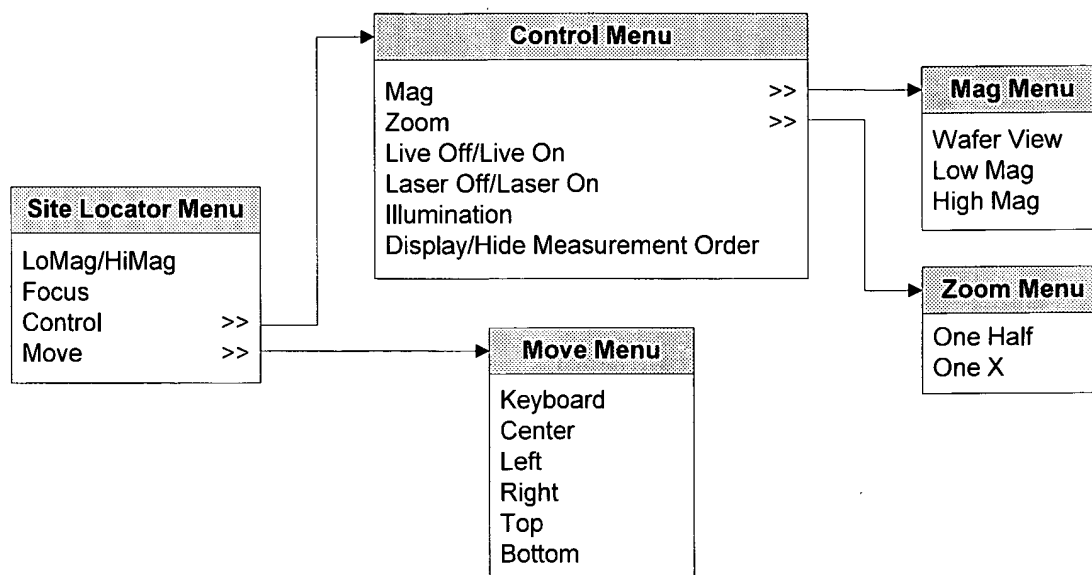 Control Menu
Mag >>
Zoom >>
Live Off/Live On
Laser Off/Laser On
Illumination
Display/Hide Measurement Order
Mag Menu
Wafer View
Low Mag
High Mag
Site Locator Menu
LoMag/HiMag
Focus
Control >>
Move >>
Zoom Menu
One Half
One X
Move Menu
Keyboard
Center
Left
Right
Top
Bottom